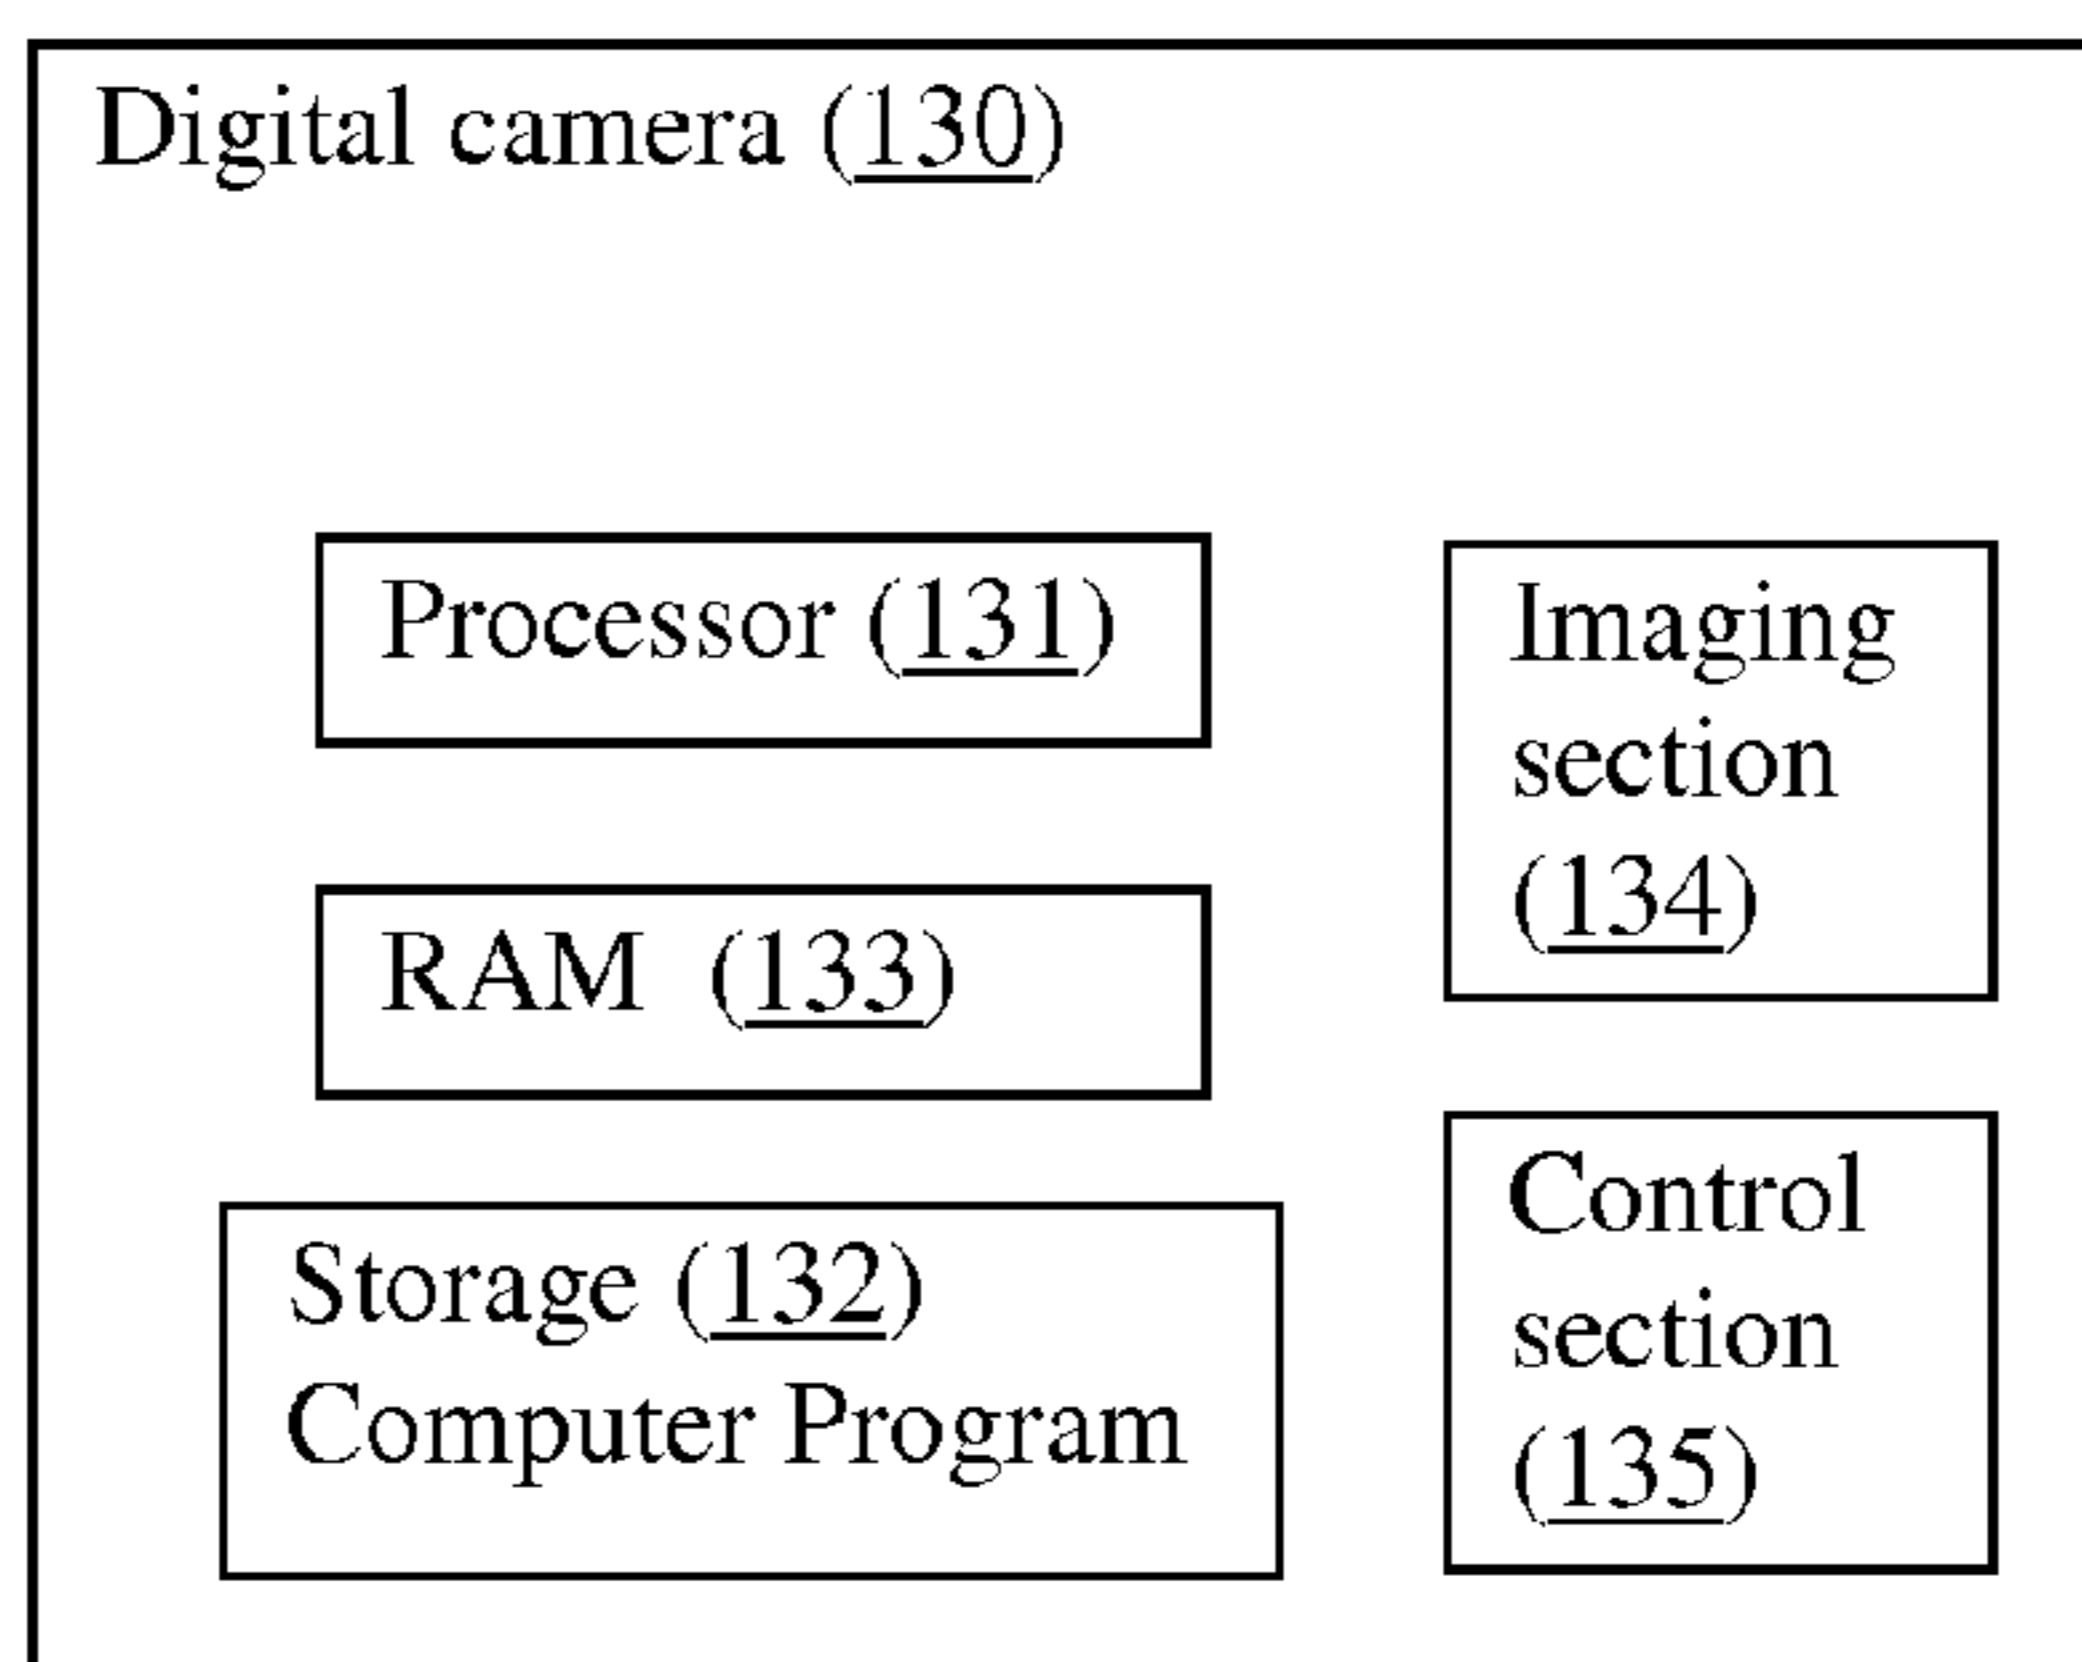 Digital camera (130)
Processor (131)
RAM (133)
Storage (132)
Computer Program
Imaging
section
(134)
Control
section
(135)